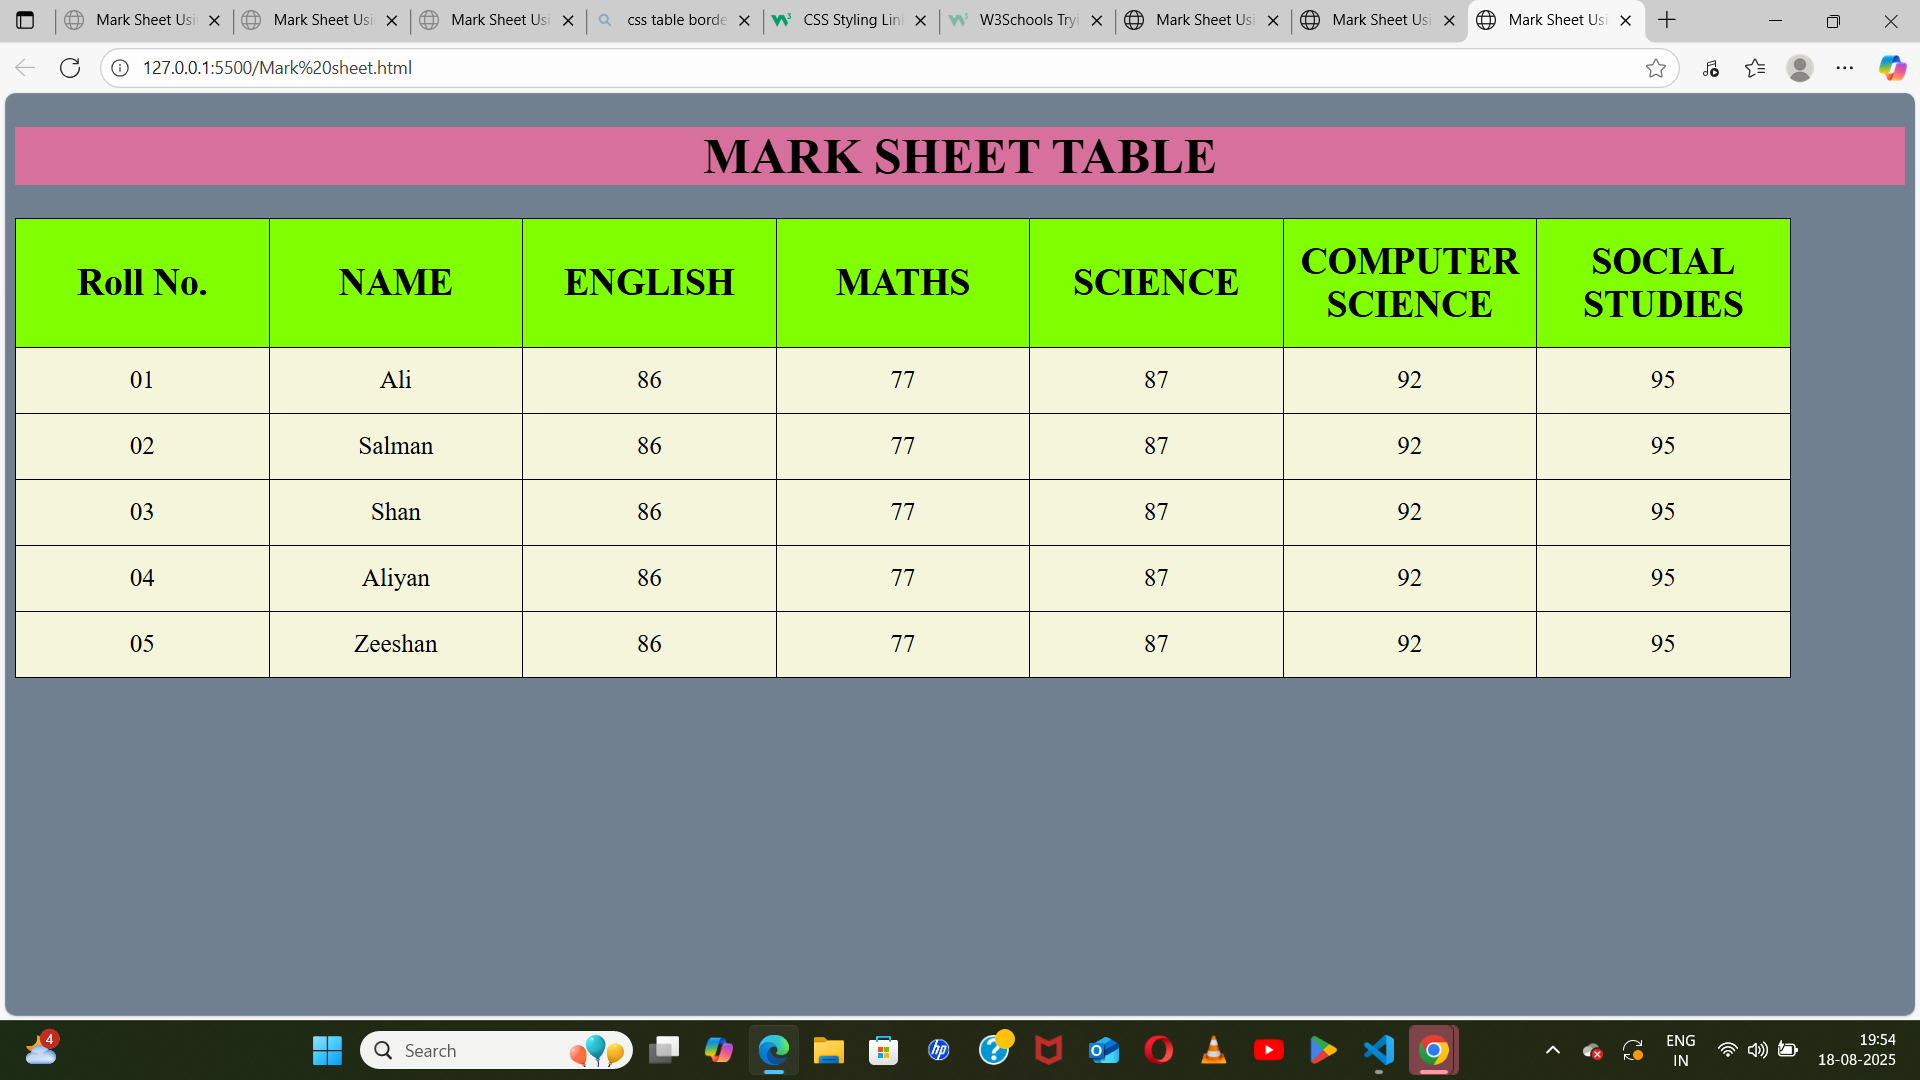 Mark Sheet Usi Mark Sheet Usi Mark Sheet Usi css table borde CSS Styling Lin W3Schools Tryi Mark Sheet Usi Mark Sheet Usi Mark Sheet Usi
127.0.0.1:5500/Mark%20sheet.html
MARK SHEET TABLE
Roll No. NAME ENGLISH MATHS SCIENCE COMPUTER SCIENCE SOCIAL STUDIES
01 Ali 86 77 87 92 95
02 Salman 86 77 87 92 95
03 Shan 86 77 87 92 95
04 Aliyan 86 77 87 92 95
05 Zeeshan 86 77 87 92 95
4 Search hp ENG 19:54
IN 18-08-2025